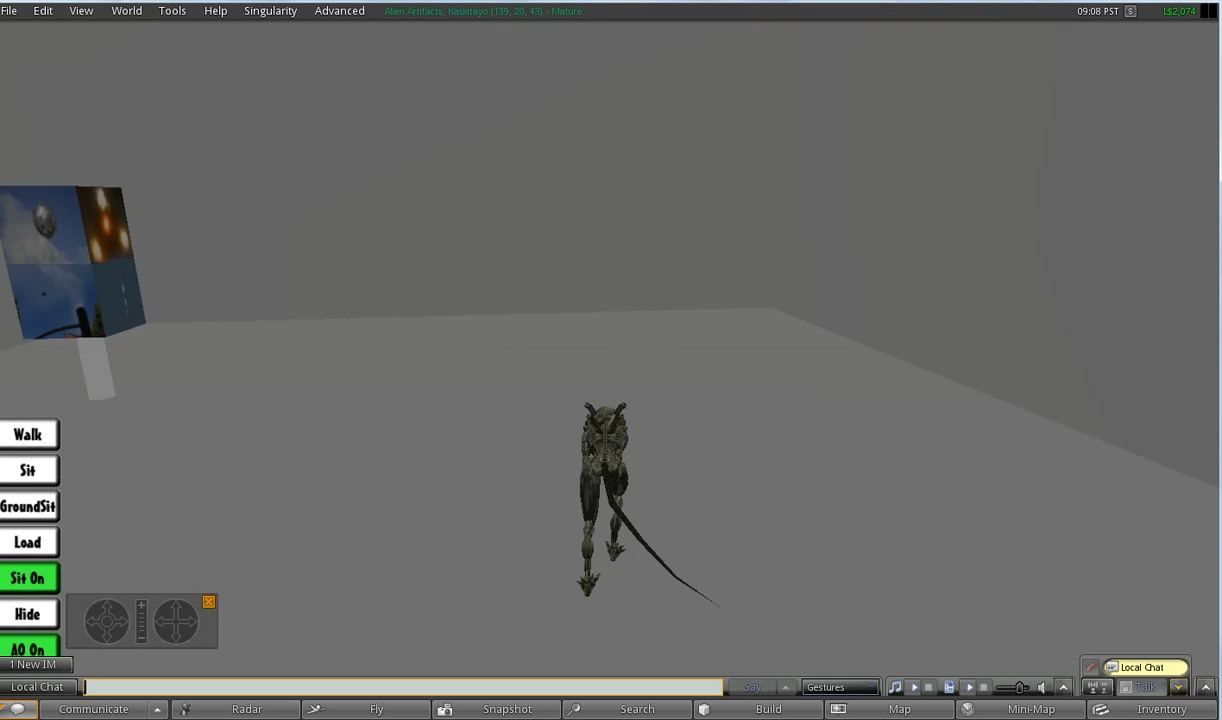 File Edit View World Tools Help Singularity Advanced Alien Artifacts, Kaskitayo (139, 20, 43) - Mature 09:08 PST $ L$2,074
Walk
Sit
GroundSit
Load
Sit On
Hide
AO On
1 New IM
Local Chat
Local Chat Say Gestures Talk
Communicate Radar Fly Snapshot Search Build Map Mini-Map Inventory